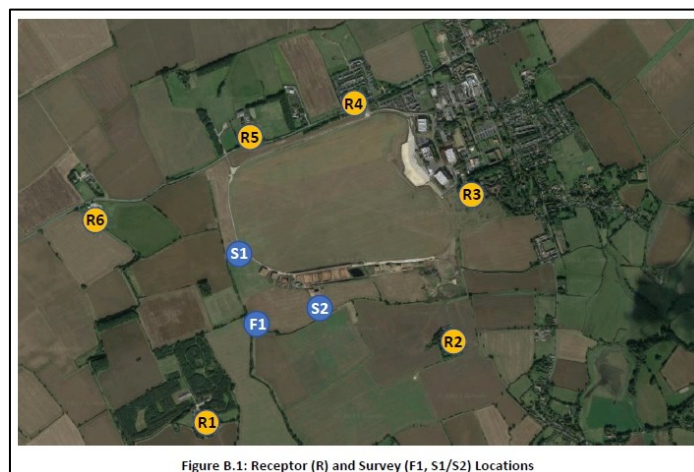 R4
R5
R3
R6
S1
S2
F1
R2
R1
Figure B.1: Receptor (R) and Survey (F1, S1/S2) Locations